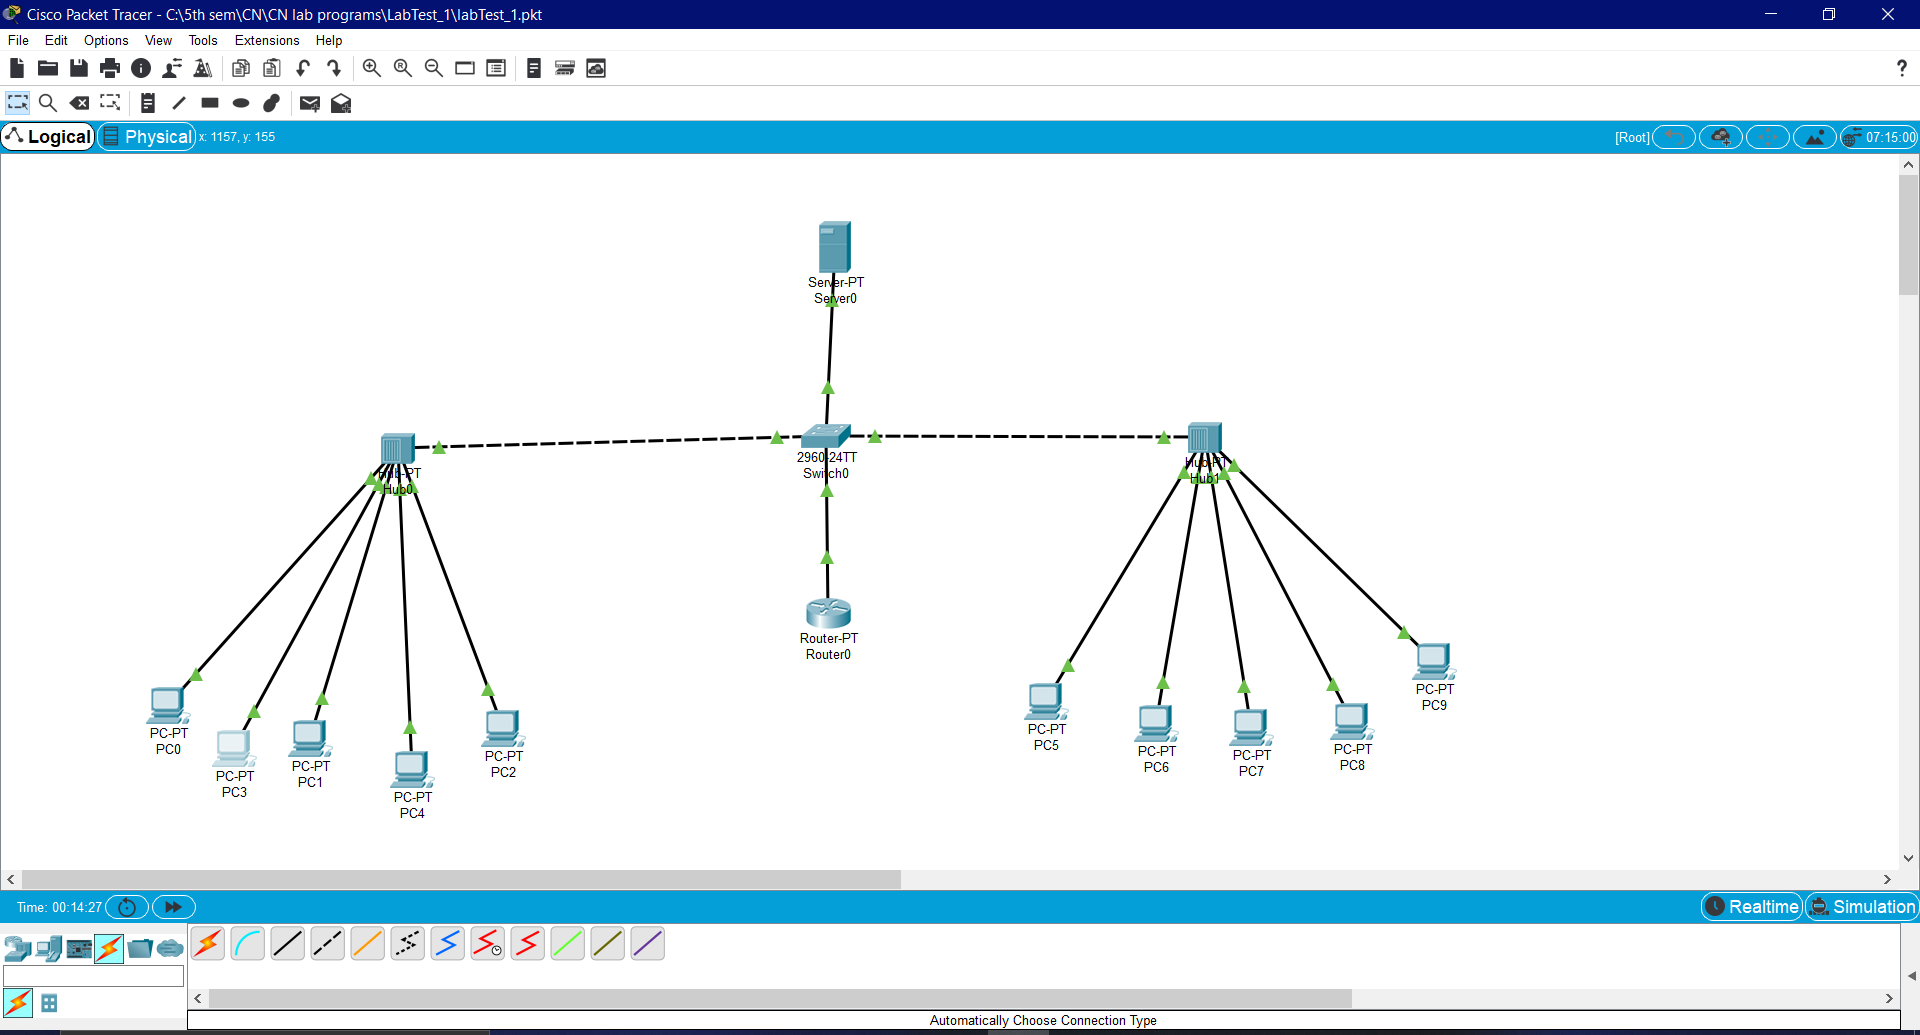 Cisco Packet Tracer - C:\5th sem\CN\CN lab programs\LabTest_1\labTest_1.pkt
File Edit Options View Tools Extensions Help
?
Logical Physical x: 1157, y: 155 [Root] 07:15:00
Server-PT
Server0
2960-24TT
Switch0
Hub-PT
Hub0
Hub-PT
Hub1
Router-PT
Router0
PC-PT
PC0
PC-PT
PC3
PC-PT
PC1
PC-PT
PC4
PC-PT
PC2
PC-PT
PC5
PC-PT
PC6
PC-PT
PC7
PC-PT
PC8
PC-PT
PC9
Time: 00:14:27 Realtime Simulation
Automatically Choose Connection Type